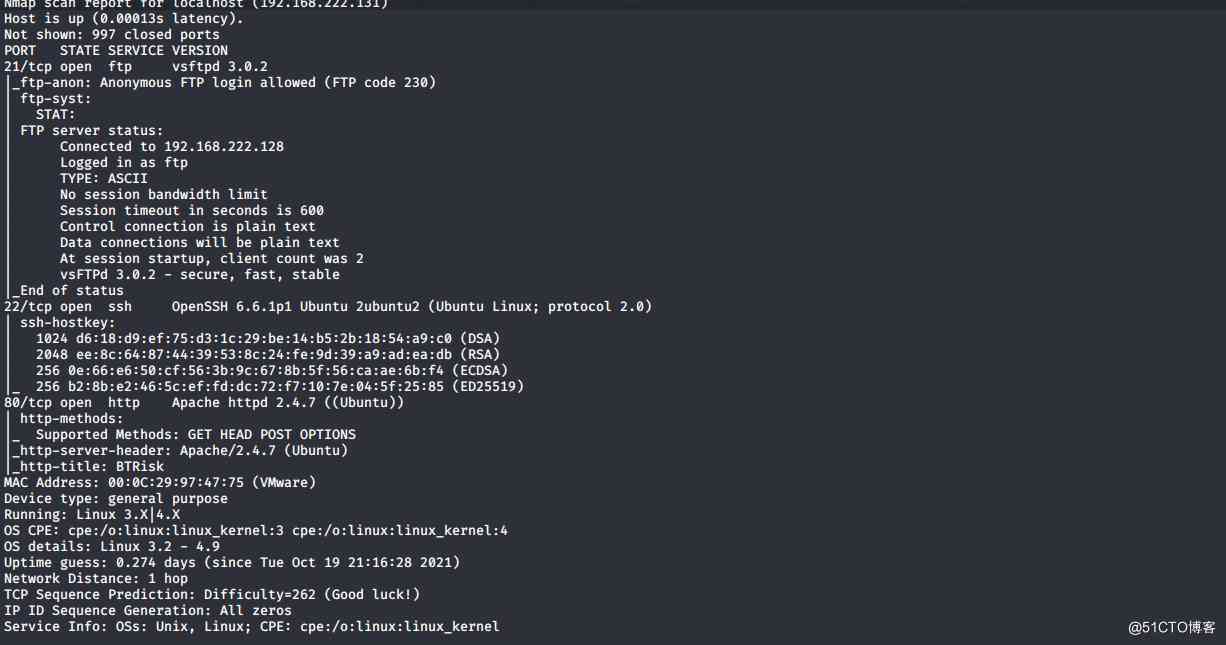 Nmap scan report for localhost (192.168.222.131)
Host is up (0.00013s latency).
Not shown: 997 closed ports
PORT   STATE SERVICE VERSION
21/tcp open  ftp     vsftpd 3.0.2
|_ftp-anon: Anonymous FTP login allowed (FTP code 230)
| ftp-syst:
|   STAT:
| FTP server status:
|      Connected to 192.168.222.128
|      Logged in as ftp
|      TYPE: ASCII
|      No session bandwidth limit
|      Session timeout in seconds is 600
|      Control connection is plain text
|      Data connections will be plain text
|      At session startup, client count was 2
|      vsFTPd 3.0.2 - secure, fast, stable
|_End of status
22/tcp open  ssh     OpenSSH 6.6.1p1 Ubuntu 2ubuntu2 (Ubuntu Linux; protocol 2.0)
| ssh-hostkey:
|   1024 d6:18:d9:ef:75:d3:1c:29:be:14:b5:2b:18:54:a9:c0 (DSA)
|   2048 ee:8c:64:87:44:39:53:8c:24:fe:9d:39:a9:ad:ea:db (RSA)
|   256 0e:66:e6:50:cf:56:3b:9c:67:8b:5f:56:ca:ae:6b:f4 (ECDSA)
|_  256 b2:8b:e2:46:5c:ef:fd:dc:72:f7:10:7e:04:5f:25:85 (ED25519)
80/tcp open  http    Apache httpd 2.4.7 ((Ubuntu))
| http-methods:
|_  Supported Methods: GET HEAD POST OPTIONS
|_http-server-header: Apache/2.4.7 (Ubuntu)
|_http-title: BTRisk
MAC Address: 00:0C:29:97:47:75 (VMware)
Device type: general purpose
Running: Linux 3.X|4.X
OS CPE: cpe:/o:linux:linux_kernel:3 cpe:/o:linux:linux_kernel:4
OS details: Linux 3.2 - 4.9
Uptime guess: 0.274 days (since Tue Oct 19 21:16:28 2021)
Network Distance: 1 hop
TCP Sequence Prediction: Difficulty=262 (Good luck!)
IP ID Sequence Generation: All zeros
Service Info: OSs: Unix, Linux; CPE: cpe:/o:linux:linux_kernel
@51CTO博客